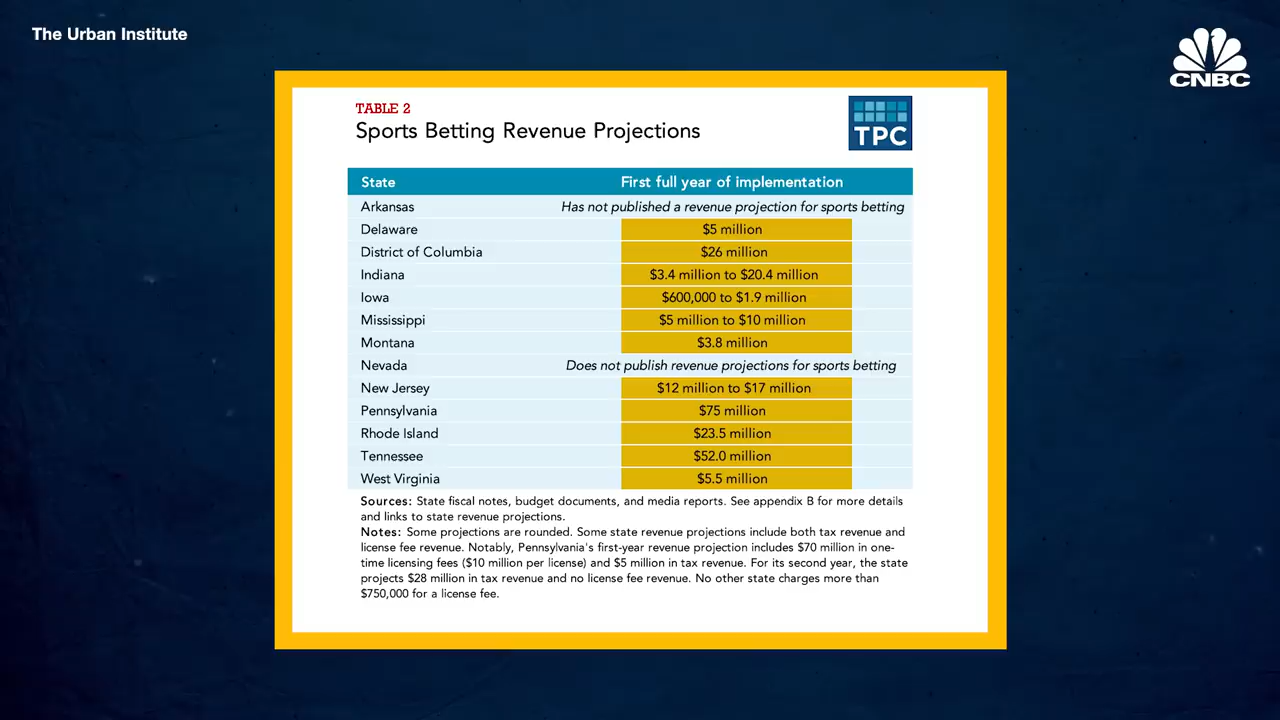 The Urban Institute
CNBC
TABLE 2
Sports Betting Revenue Projections
TPC
State First full year of implementation
Arkansas Has not published a revenue projection for sports betting
Delaware $5 million
District of Columbia $26 million
Indiana $3.4 million to $20.4 million
Iowa $600,000 to $1.9 million
Mississippi $5 million to $10 million
Montana $3.8 million
Nevada Does not publish revenue projections for sports betting
New Jersey $12 million to $17 million
Pennsylvania $75 million
Rhode Island $23.5 million
Tennessee $52.0 million
West Virginia $5.5 million
Sources: State fiscal notes, budget documents, and media reports. See appendix B for more details
and links to state revenue projections.
Notes: Some projections are rounded. Some state revenue projections include both tax revenue and
license fee revenue. Notably, Pennsylvania's first-year revenue projection includes $70 million in one-
time licensing fees ($10 million per license) and $5 million in tax revenue. For its second year, the state
projects $28 million in tax revenue and no license fee revenue. No other state charges more than
$750,000 for a license fee.